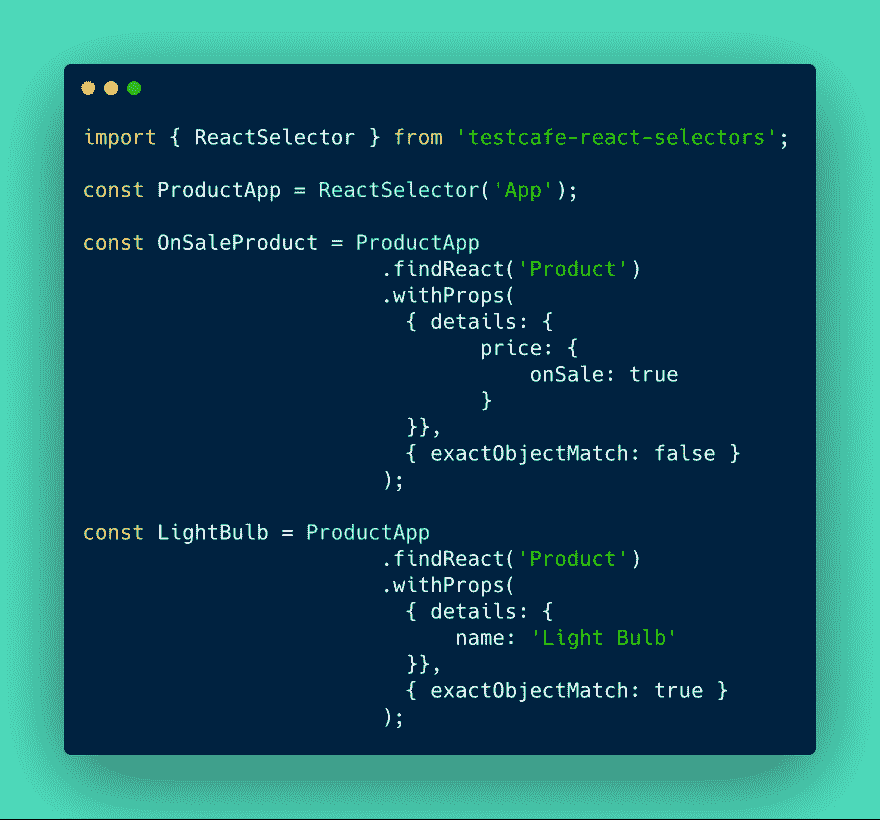 import { ReactSelector } from 'testcafe-react-selectors';
const ProductApp = ReactSelector('App');
const OnSaleProduct = ProductApp
.findReact('Product')
.withProps(
{ details: {
price: {
onSale: true
}
}},
{ exactObjectMatch: false }
);
const LightBulb = ProductApp
.findReact('Product')
.withProps(
{ details: {
name: 'Light Bulb'
}},
{ exactObjectMatch: true }
);